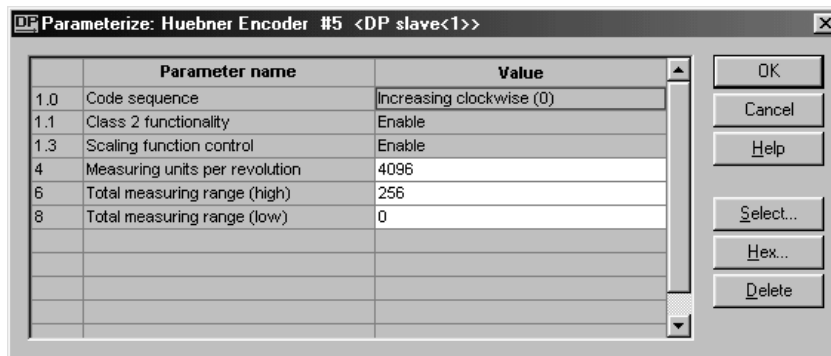 DP Parameterize: Huebner Encoder #5 <DP slave<1>>
Parameter name Value
1.0 Code sequence Increasing clockwise (0)
1.1 Class 2 functionality Enable
1.3 Scaling function control Enable
4 Measuring units per revolution 4096
6 Total measuring range (high) 256
8 Total measuring range (low) 0
OK
Cancel
Help
Select...
Hex...
Delete